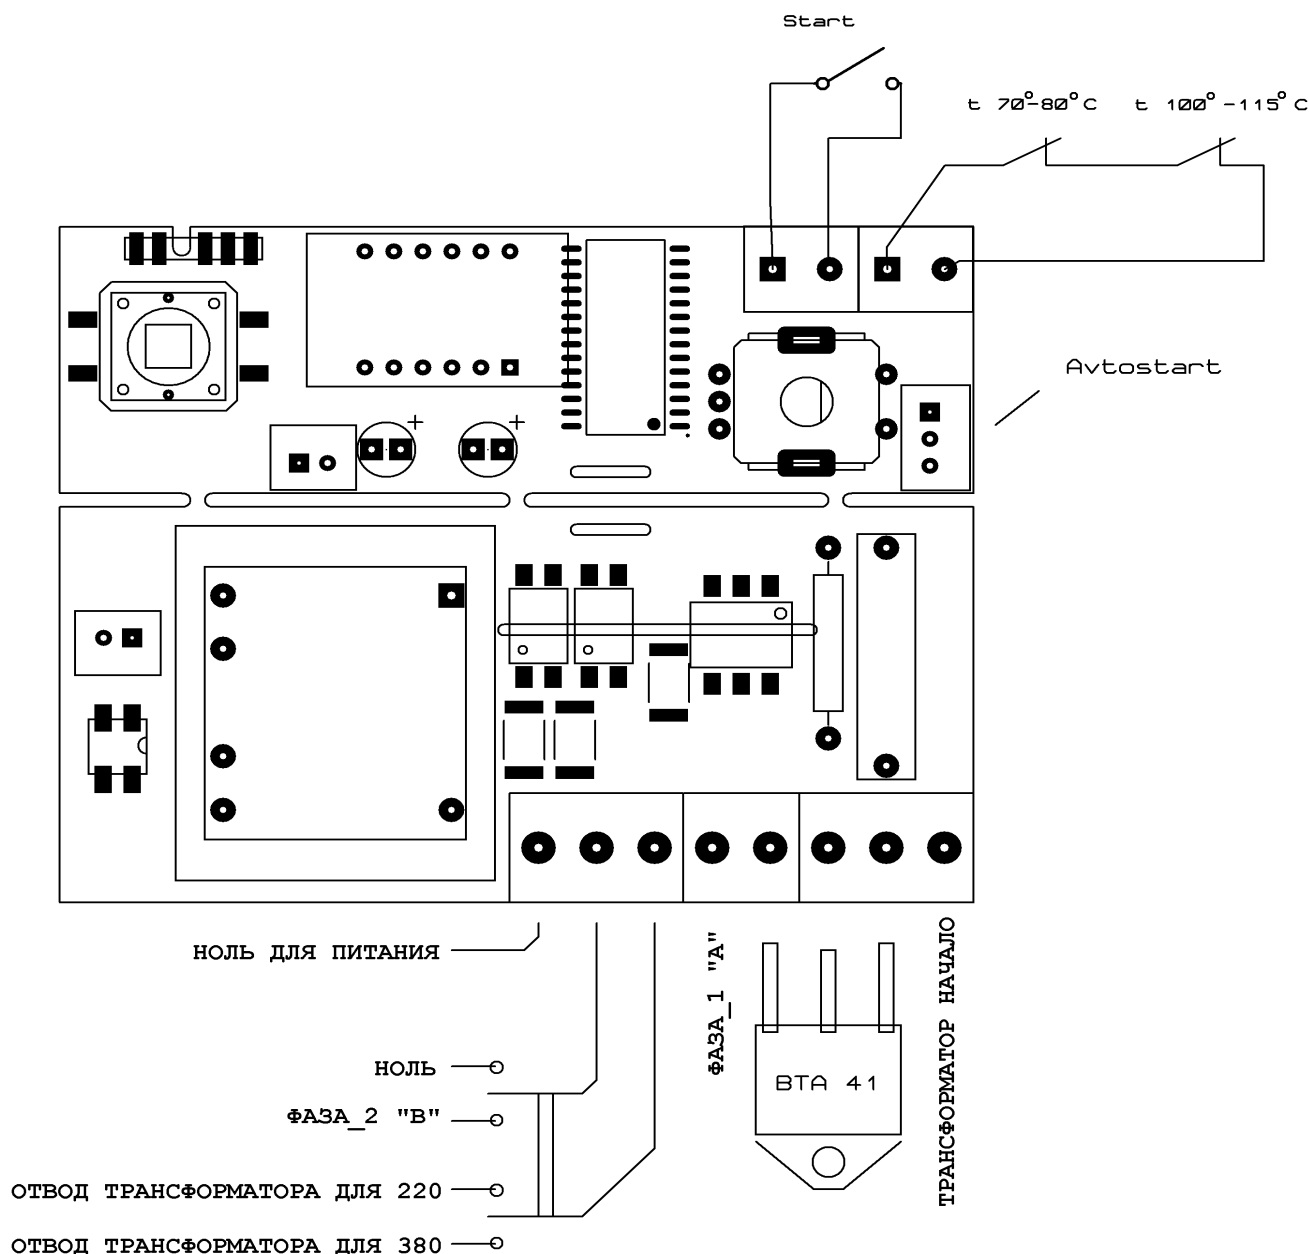 Start
t 70°-80°C
t 100°-115°C
Avtostart
НОЛЬ ДЛЯ ПИТАНИЯ
ФАЗА_1 "А"
ТРАНСФОРМАТОР НАЧАЛО
НОЛЬ
BTA 41
ФАЗА_2 "В"
ОТВОД ТРАНСФОРМАТОРА ДЛЯ 220
ОТВОД ТРАНСФОРМАТОРА ДЛЯ 380